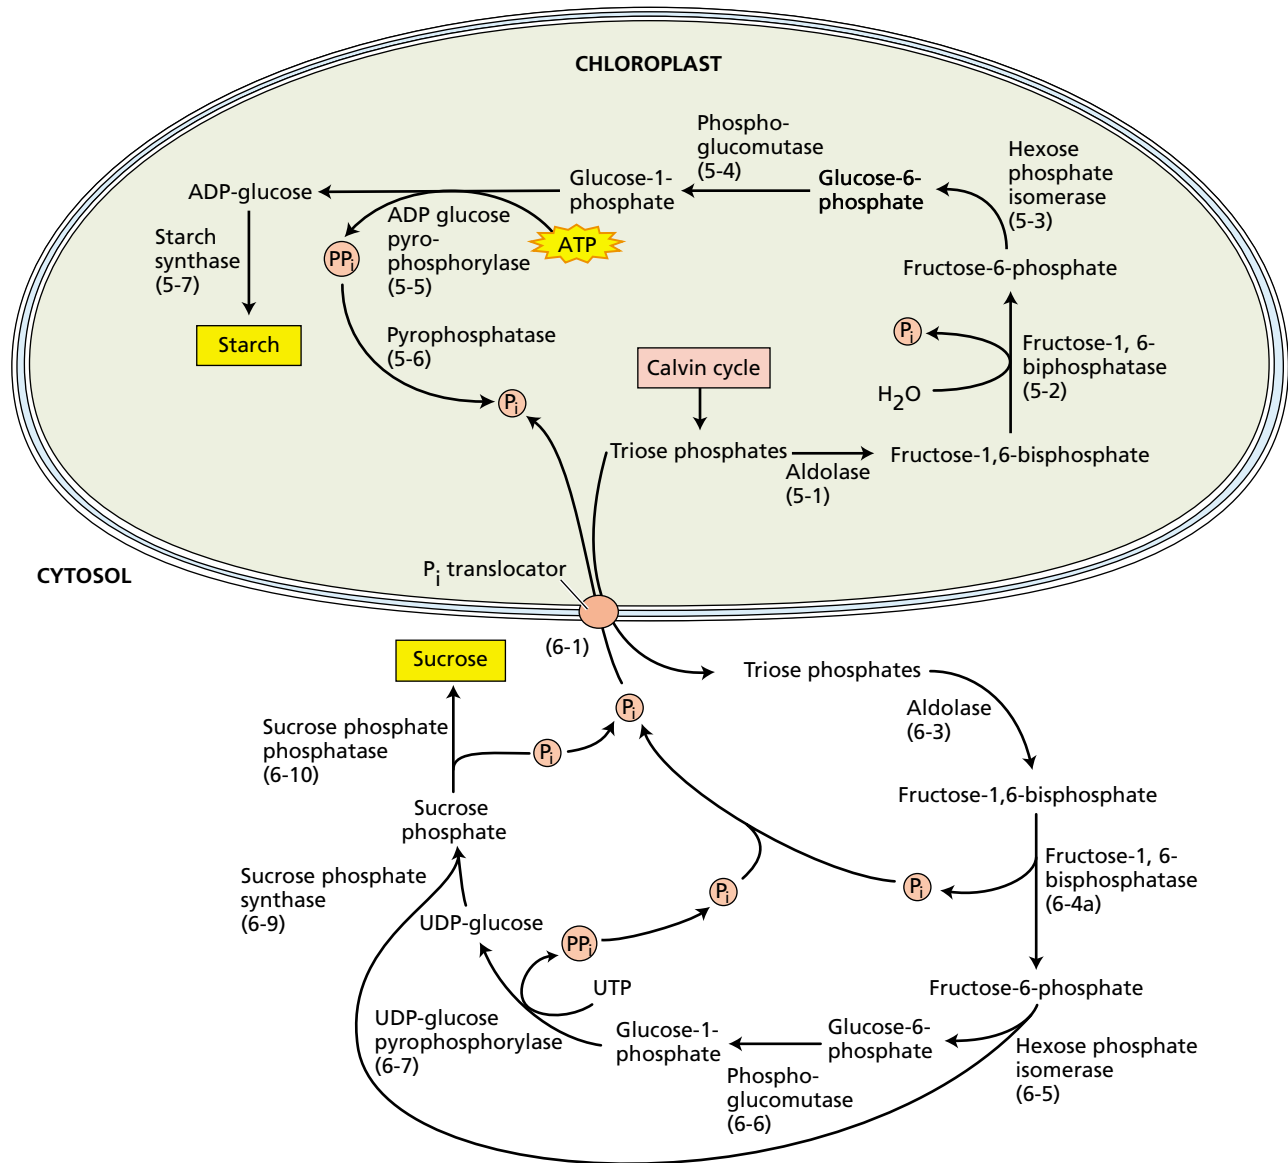 CHLOROPLAST
Phospho-
glucomutase
(5-4)
Hexose
phosphate
isomerase
(5-3)
ADP-glucose
Glucose-1-
phosphate
Glucose-6-
phosphate
ADP glucose
pyro-
phosphorylase
(5-5)
ATP
Starch
synthase
(5-7)
PPi
Fructose-6-phosphate
Starch
Pyrophosphatase
(5-6)
Pi
Fructose-1, 6-
biphosphatase
(5-2)
Calvin cycle
H2O
Pi
Triose phosphates
Aldolase
(5-1)
Fructose-1,6-bisphosphate
CYTOSOL
Pi translocator
(6-1)
Sucrose
Triose phosphates
Aldolase
(6-3)
Pi
Sucrose phosphate
phosphatase
(6-10)
Pi
Fructose-1,6-bisphosphate
Sucrose
phosphate
Fructose-1, 6-
bisphosphatase
(6-4a)
Sucrose phosphate
synthase
(6-9)
Pi
Pi
UDP-glucose
PPi
UTP
Fructose-6-phosphate
UDP-glucose
pyrophosphorylase
(6-7)
Glucose-1-
phosphate
Glucose-6-
phosphate
Hexose phosphate
isomerase
(6-5)
Phospho-
glucomutase
(6-6)